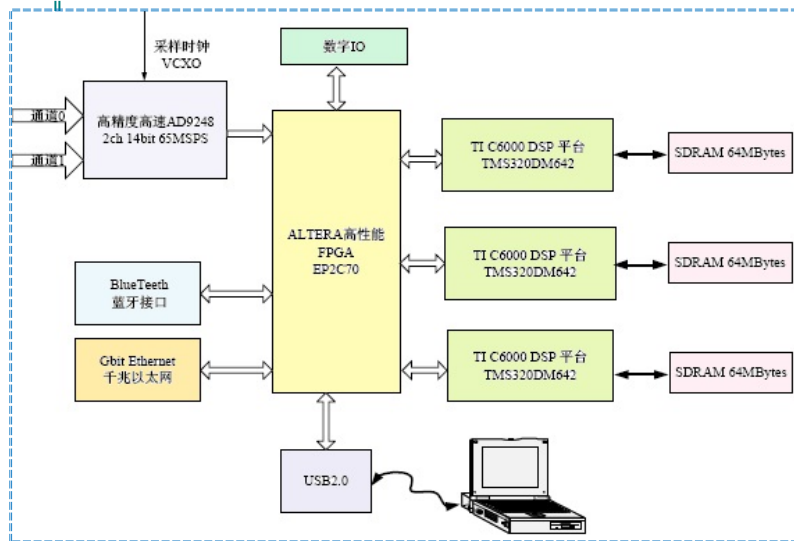 采样时钟
VCXO
数字IO
通道0
高精度高速AD9248
2ch 14bit 65MSPS
通道1
TI C6000 DSP 平台
TMS320DM642
SDRAM 64MBytes
ALTERA高性能
FPGA
EP2C70
TI C6000 DSP 平台
TMS320DM642
SDRAM 64MBytes
BlueTeeth
蓝牙接口
Gbit Ethernet
千兆以太网
TI C6000 DSP 平台
TMS320DM642
SDRAM 64MBytes
USB2.0